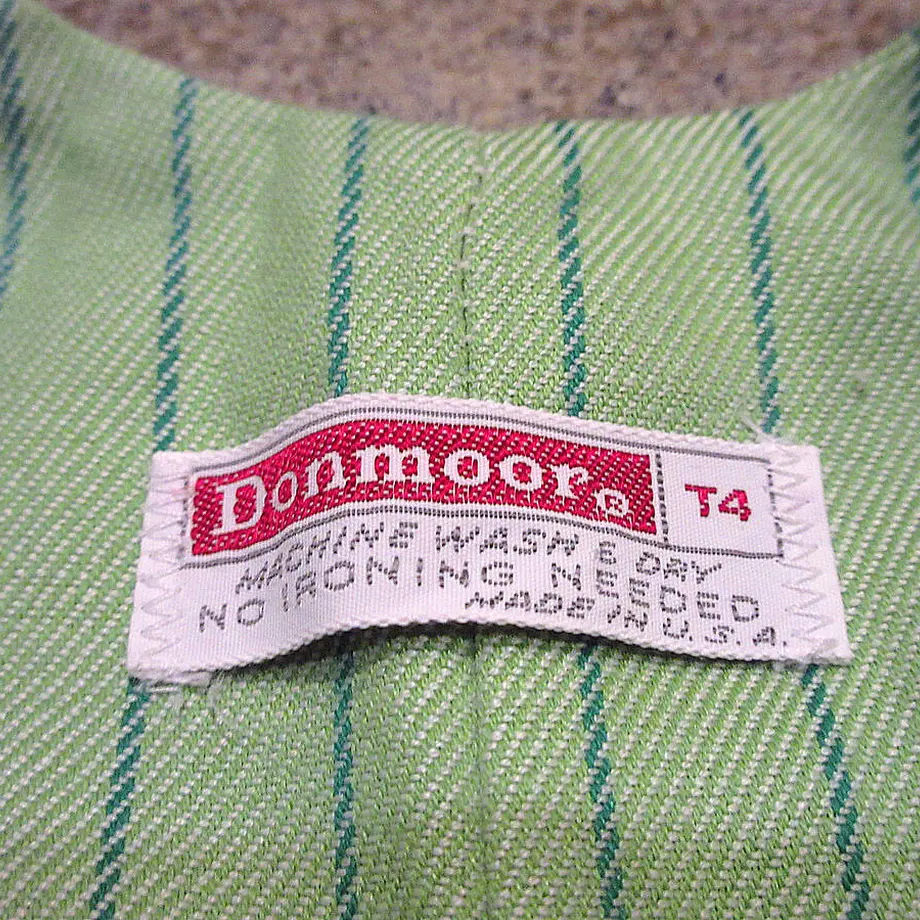 Donmoor® T4
MACHINE WASH & DRY
NO IRONING NEEDED
MADE IN U.S.A.